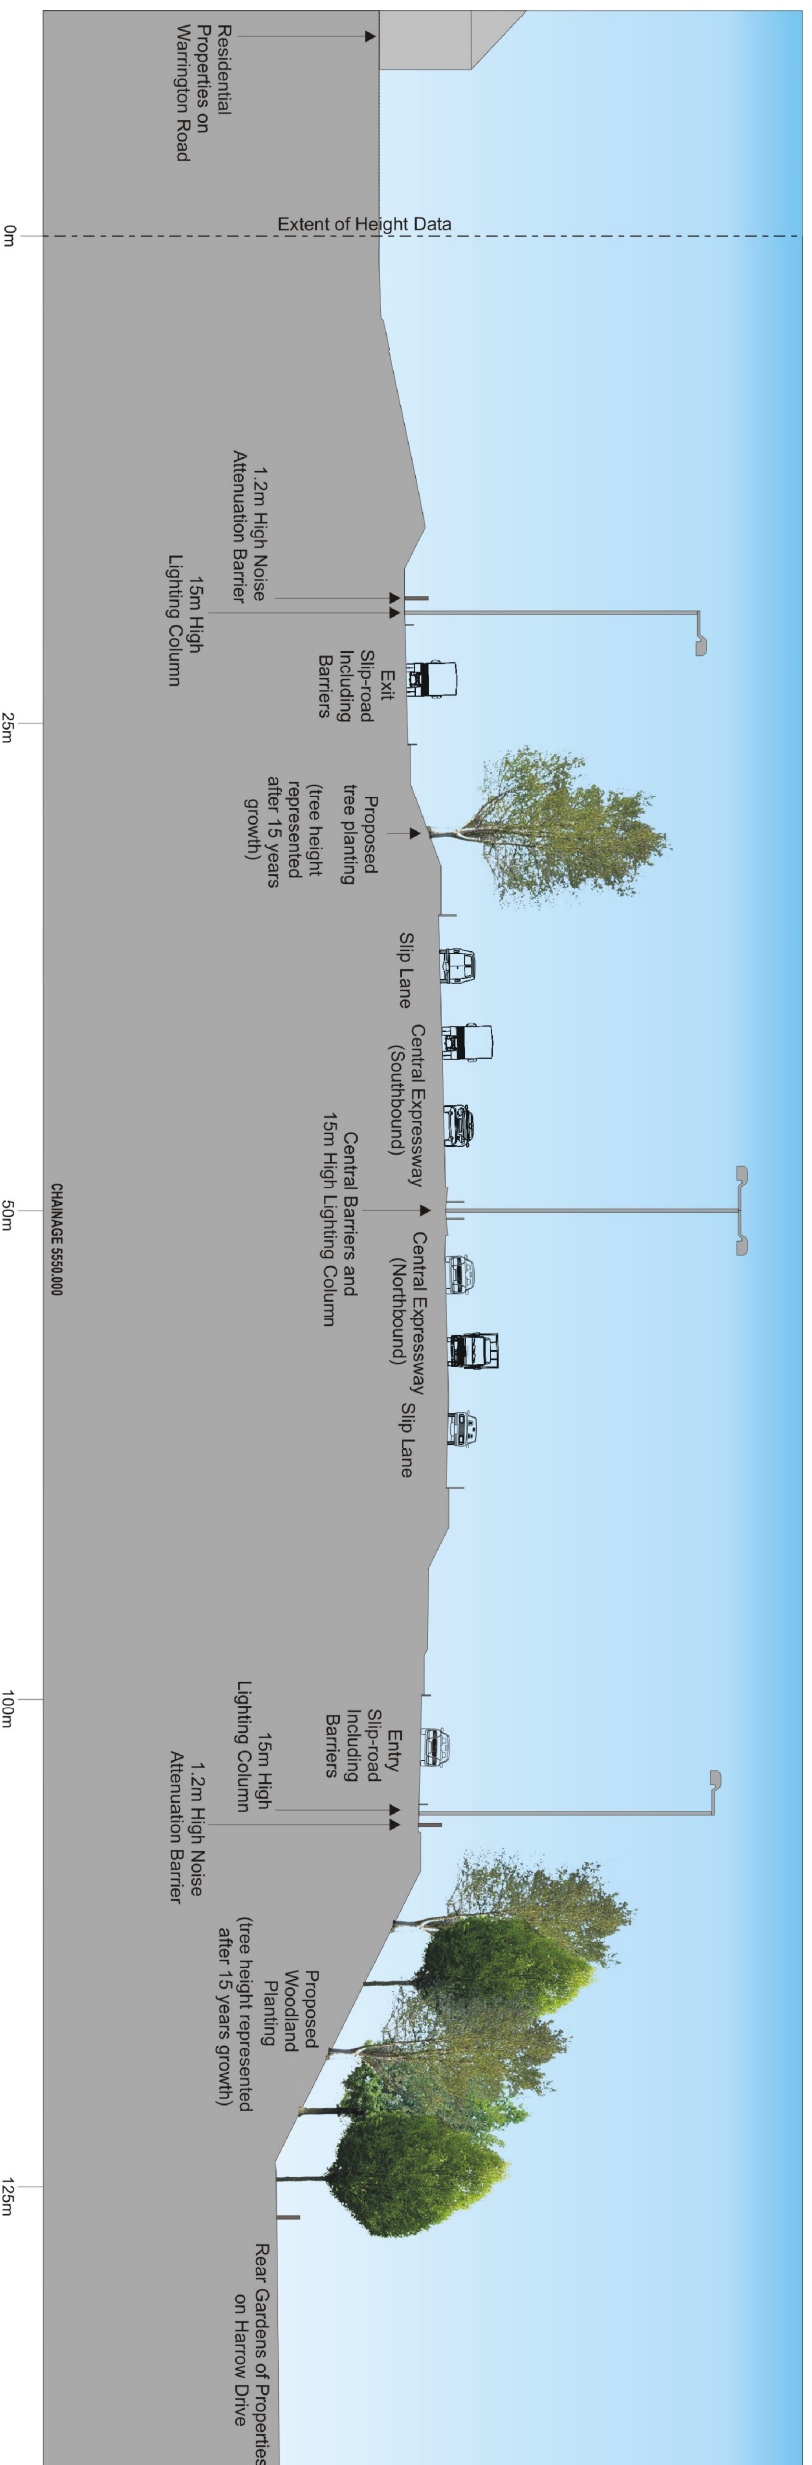 Residential
Properties on
Warrington Road
Extent of Height Data
1.2m High Noise
Attenuation Barrier
15m High
Lighting Column
Exit
Slip-road
Including
Barriers
Proposed
tree planting
(tree height
represented
after 15 years
growth)
Slip Lane
Central Expressway
(Southbound)
Central Barriers and
15m High Lighting Column
Central Expressway
(Northbound)
Slip Lane
Entry
Slip-road
Including
Barriers
15m High
Lighting Column
1.2m High Noise
Attenuation Barrier
Proposed
Woodland
Planting
(tree height represented
after 15 years growth)
Rear Gardens of Properties
on Harrow Drive
CHAINAGE 5550.000
0m
25m
50m
100m
125m